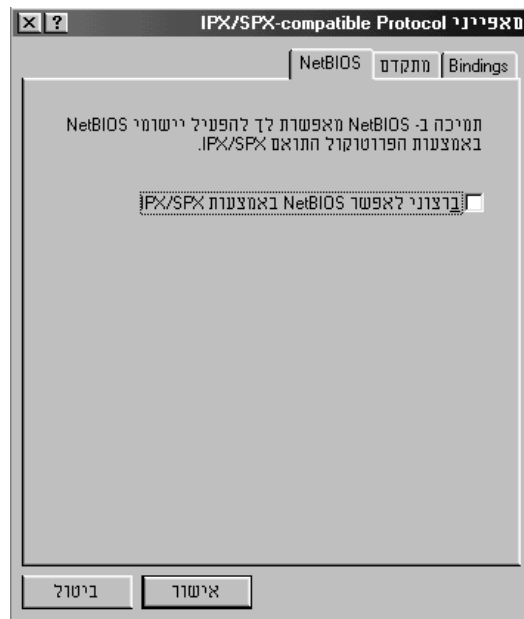 מאפייני IPX/SPX-compatible Protocol
Bindings מתקדם NetBIOS
תמיכה ב- NetBIOS מאפשרת לך להפעיל יישומי NetBIOS
באמצעות הפרוטוקול התואם IPX/SPX.
ברצוני לאפשר NetBIOS באמצעות IPX/SPX
אישור ביטול